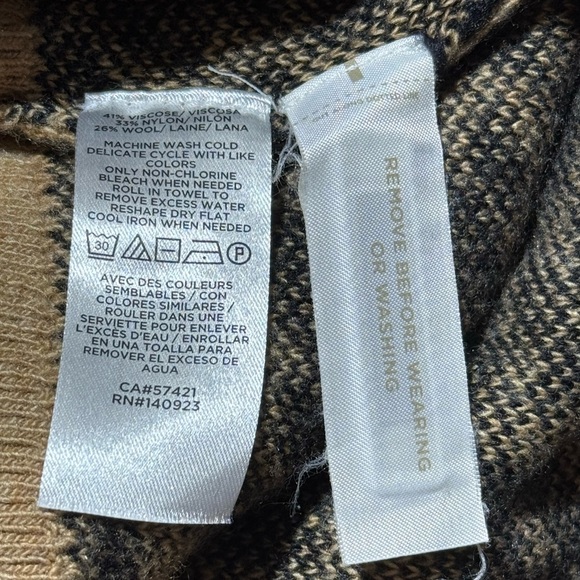 41% VISCOSE/ VISCOSA
33% NYLON/ NILÓN
26% WOOL/ LAINE/ LANA
MACHINE WASH COLD
DELICATE CYCLE WITH LIKE
COLORS
ONLY NON-CHLORINE
BLEACH WHEN NEEDED
ROLL IN TOWEL TO
REMOVE EXCESS WATER
RESHAPE DRY FLAT
COOL IRON WHEN NEEDED
30 P
AVEC DES COULEURS
SEMBLABLES / CON
COLORES SIMILARES /
ROULER DANS UNE
SERVIETTE POUR ENLEVER
L'EXCÉS D'EAU / ENROLLAR
EN UNA TOALLA PARA
REMOVER EL EXCESO DE
AGUA
CA#57421
RN#140923
REMOVE BEFORE WEARING
OR WASHING